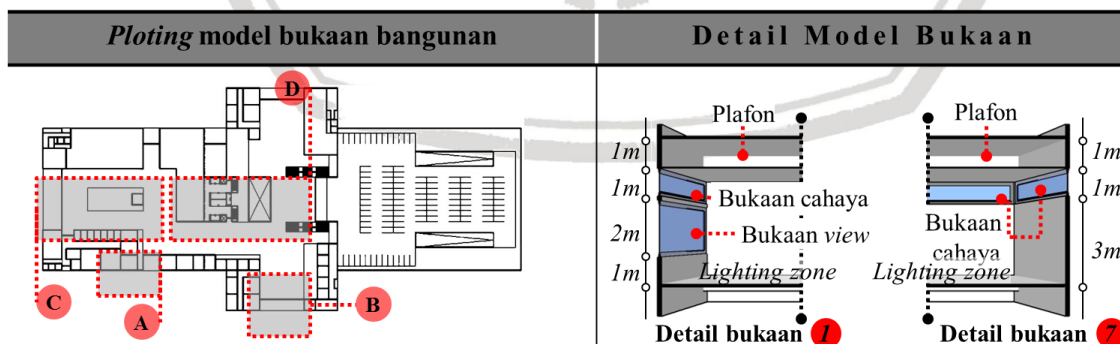 Ploting model bukaan bangunan
Detail Model Bukaan
D
C
A
B
Plafon
Plafon
1m
1m
2m
1m
Bukaan cahaya
Bukaan view
Lighting zone
Detail bukaan 1
1m
1m
3m
Bukaan
cahaya
Lighting zone
Detail bukaan 7